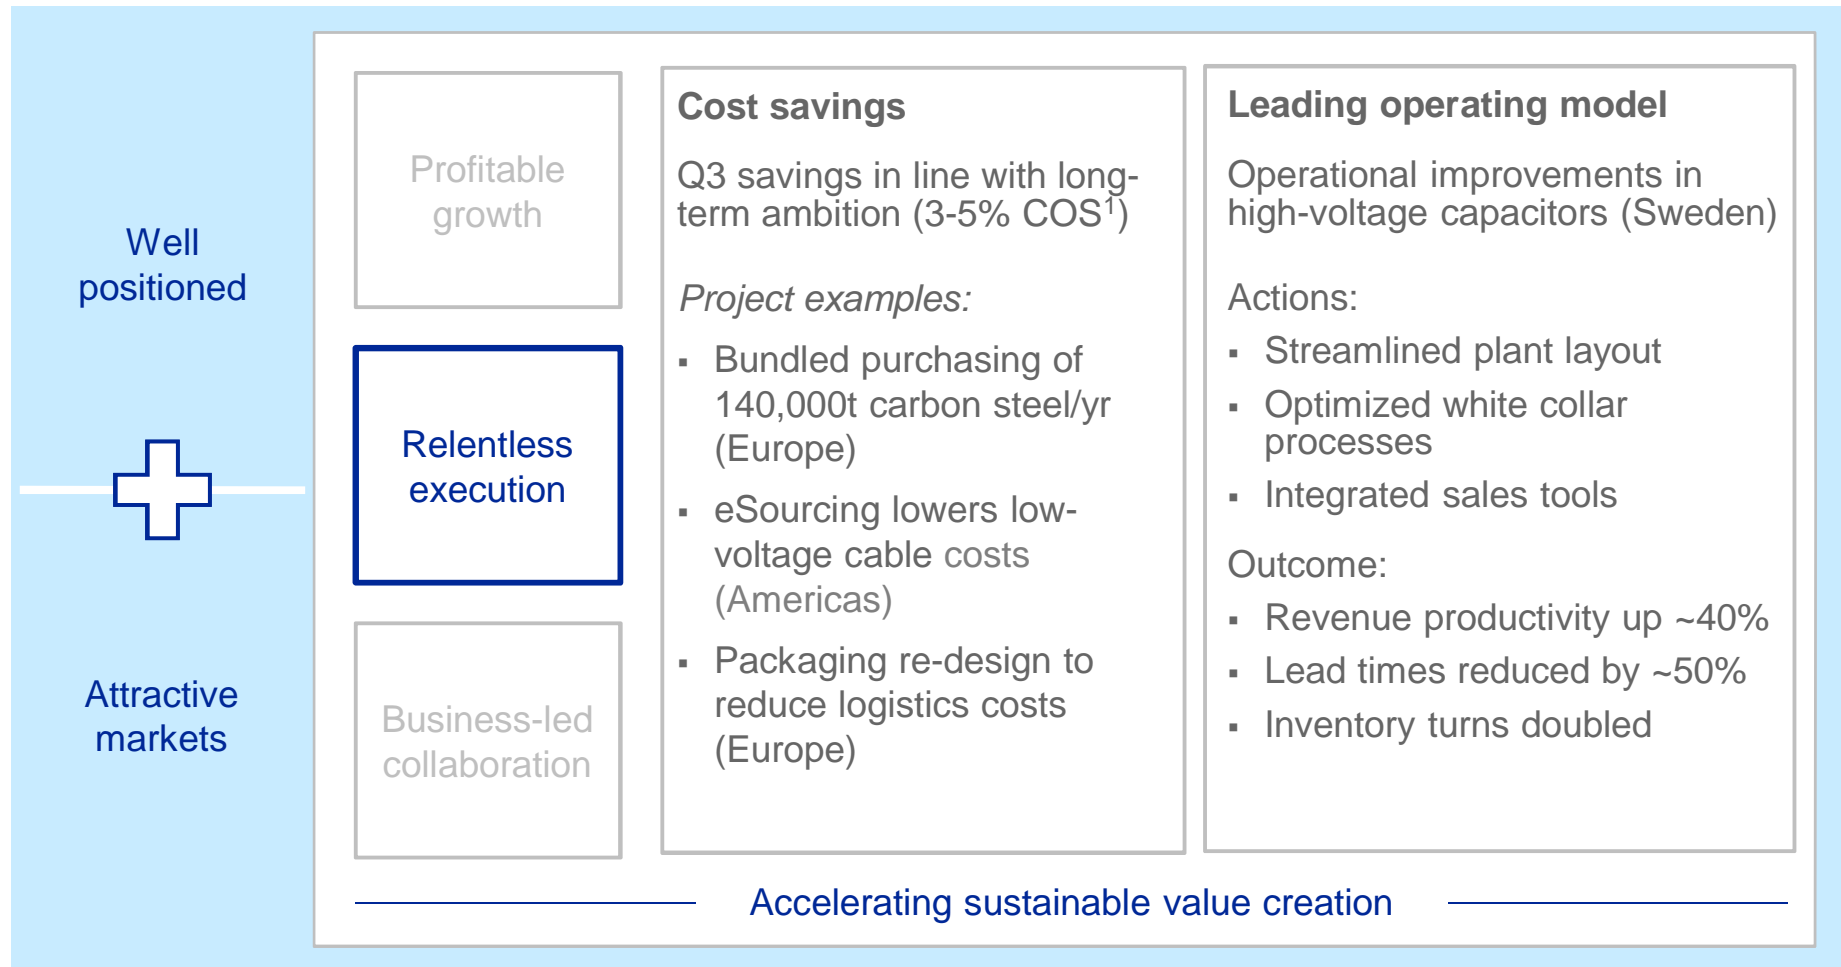 Well
positioned
Attractive
markets
Profitable
growth
Relentless
execution
Business-led
collaboration
Cost savings
Q3 savings in line with long-
term ambition (3-5% COS¹)
Project examples:
▪ Bundled purchasing of
140,000t carbon steel/yr
(Europe)
▪ eSourcing lowers low-
voltage cable costs
(Americas)
▪ Packaging re-design to
reduce logistics costs
(Europe)
Leading operating model
Operational improvements in
high-voltage capacitors (Sweden)
Actions:
▪ Streamlined plant layout
▪ Optimized white collar
processes
▪ Integrated sales tools
Outcome:
▪ Revenue productivity up ~40%
▪ Lead times reduced by ~50%
▪ Inventory turns doubled
Accelerating sustainable value creation